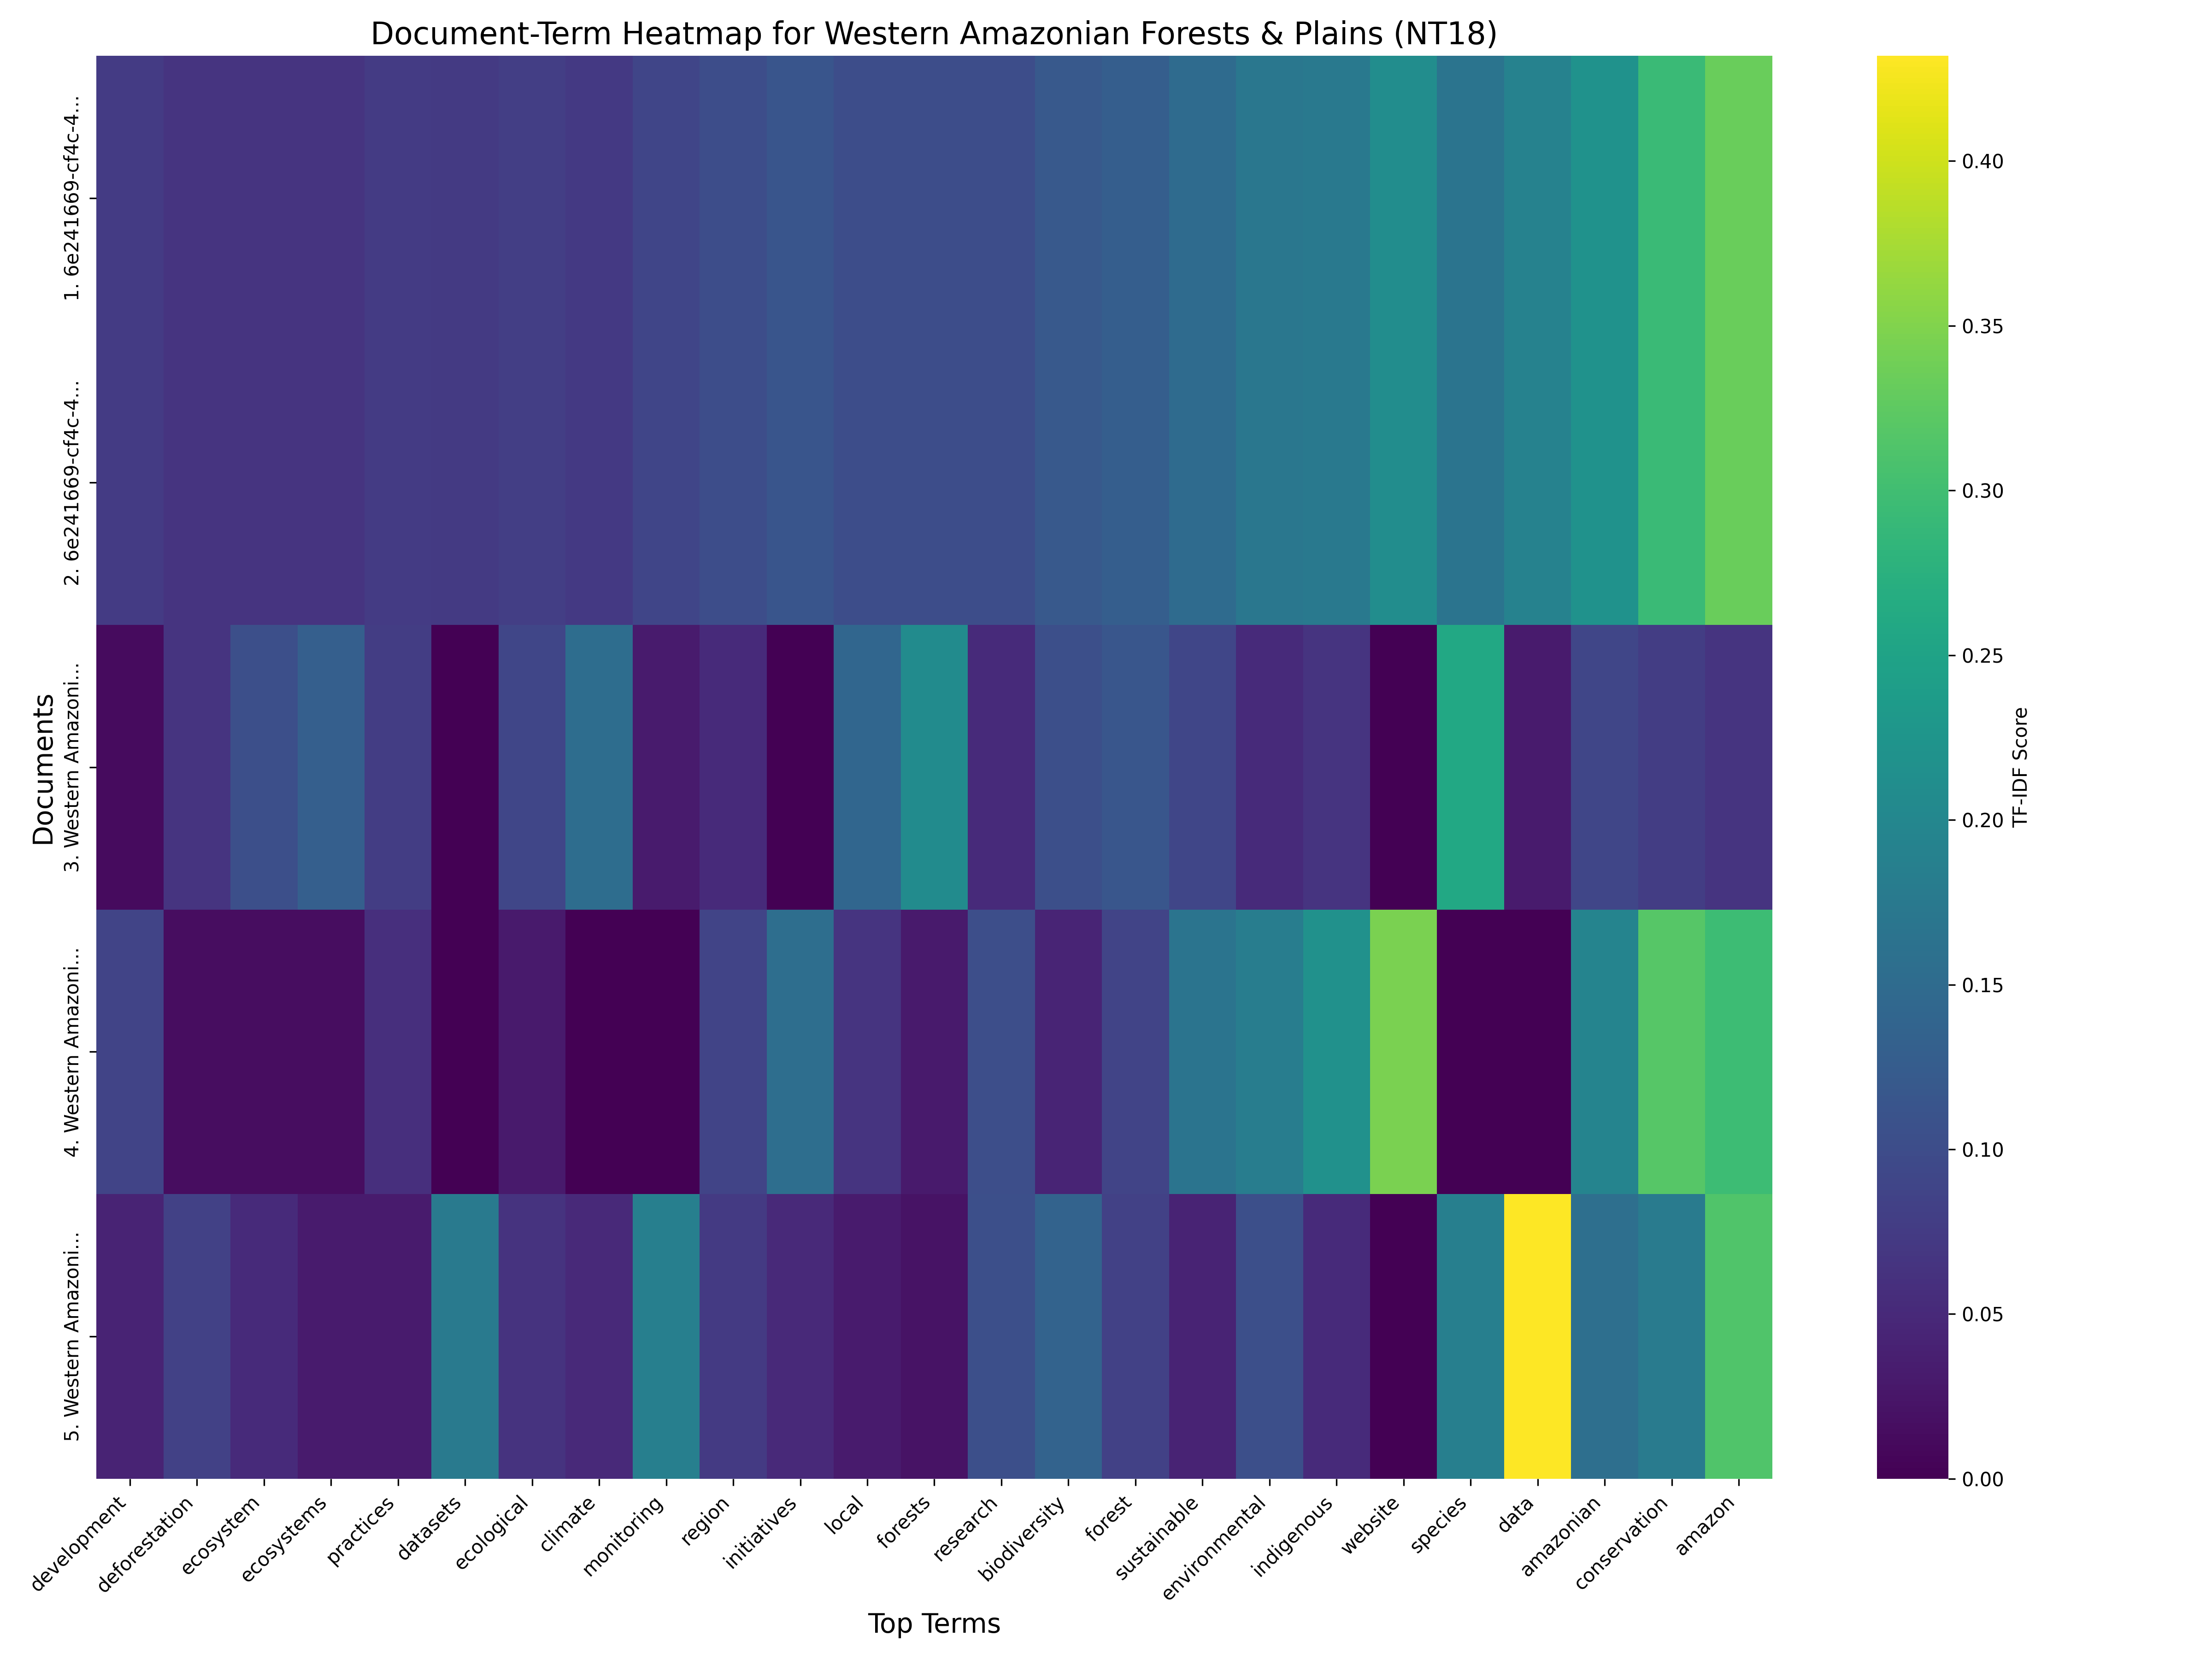 Document-Term Heatmap for Western Amazonian Forests & Plains (NT18)
Documents
1. 6e241669-cf4c-4...
2. 6e241669-cf4c-4...
3. Western Amazoni...
4. Western Amazoni...
5. Western Amazoni...
development
deforestation
ecosystem
ecosystems
practices
datasets
ecological
climate
monitoring
region
initiatives
local
forests
research
biodiversity
forest
sustainable
environmental
indigenous
website
species
data
amazonian
conservation
amazon
Top Terms
0.40
0.35
0.30
0.25
0.20
0.15
0.10
0.05
0.00
TF-IDF Score